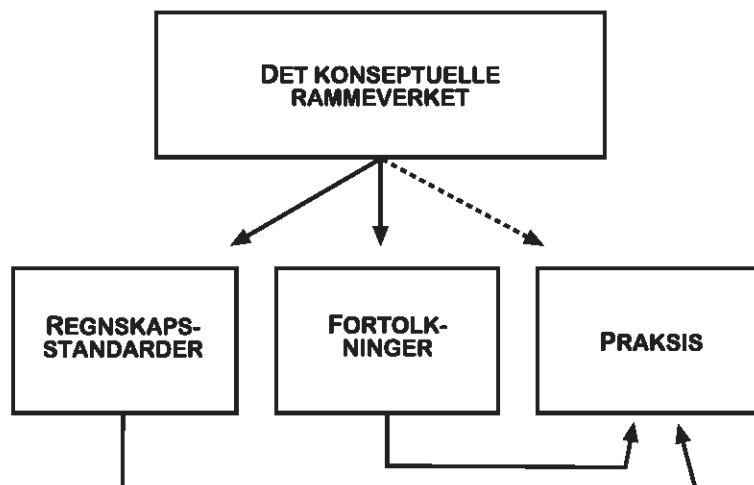 DET KONSEPTUELLE
RAMMEVERKET
REGNSKAPS-
STANDARDER
FORTOLK-
NINGER
PRAKSIS